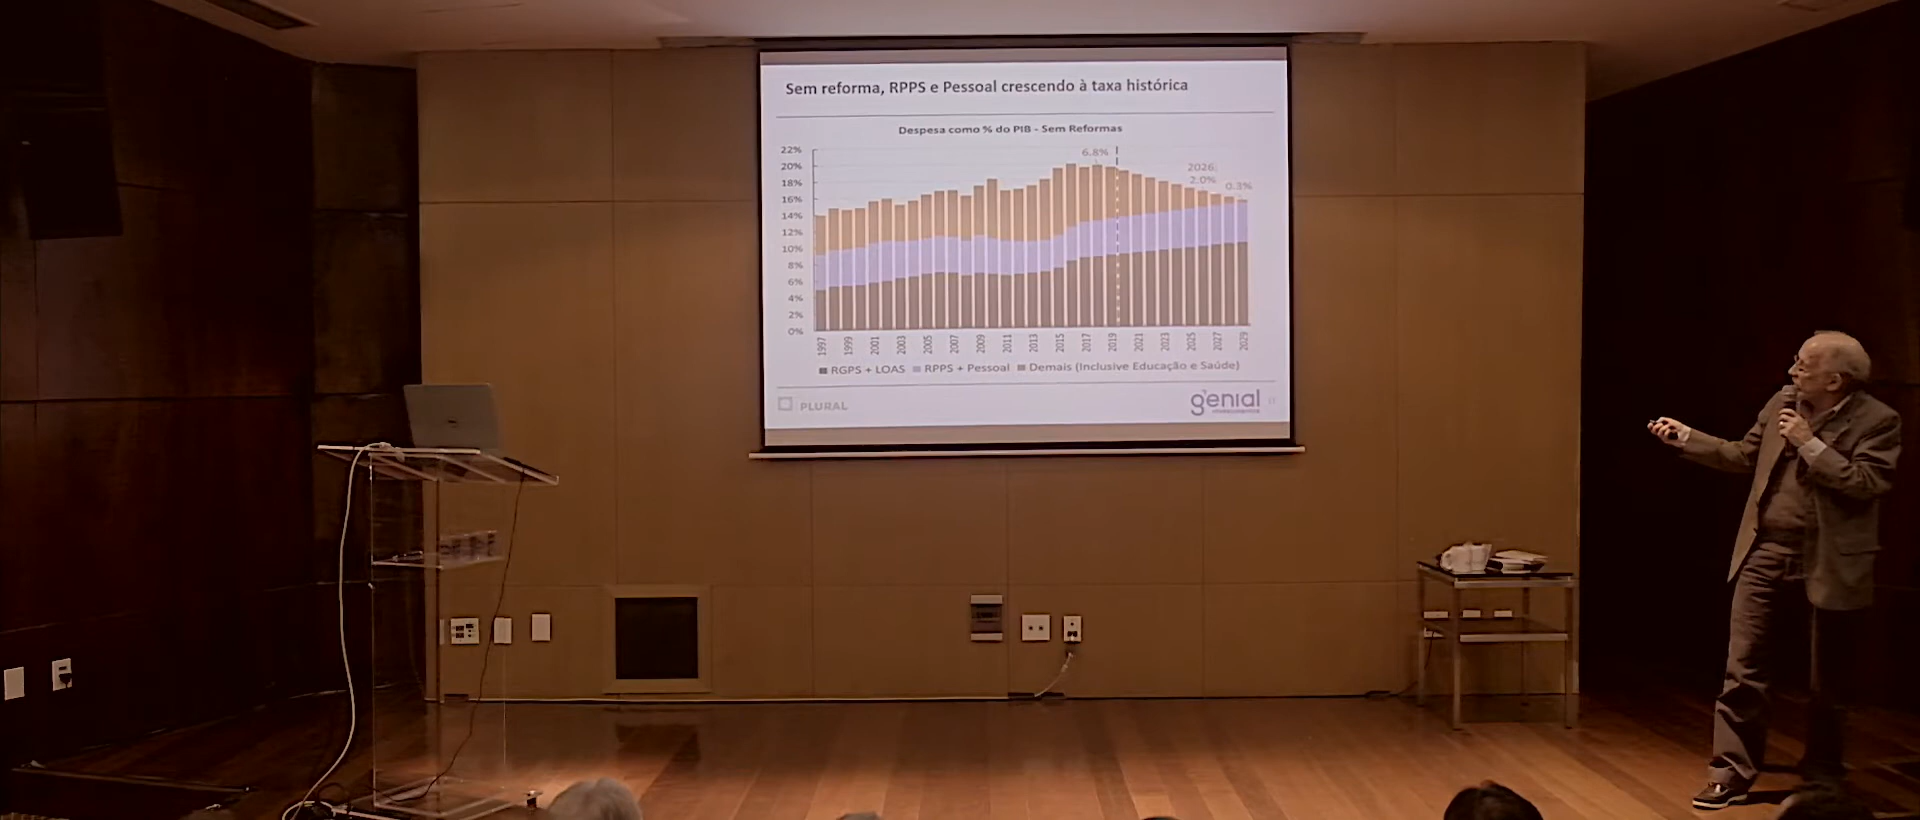 Sem reforma, RPPS e Pessoal crescendo à taxa histórica
Despesa como % do PIB - Sem Reformas
22%
20%
18%
16%
14%
12%
10%
8%
6%
4%
2%
0%
6.8%
2026
2.0%
0.3%
1997 1999 2001 2003 2005 2007 2009 2011 2013 2015 2017 2019 2021 2023 2025 2027 2029
RGPS + LOAS RPPS + Pessoal Demais (Inclusive Educação e Saúde)
PLURAL
genial